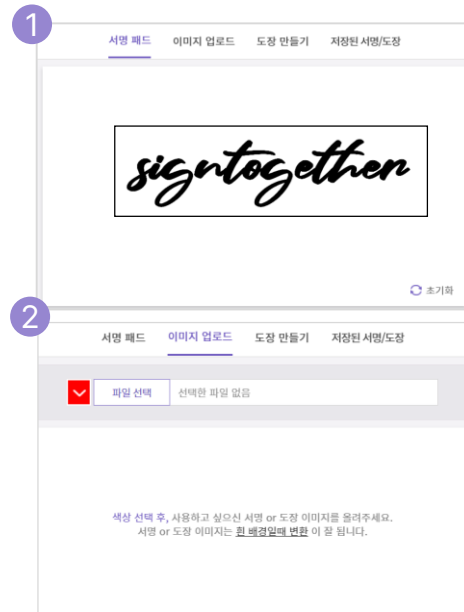 1
서명 패드 이미지 업로드 도장 만들기 저장된 서명/도장
signtogether
초기화
2
서명 패드 이미지 업로드 도장 만들기 저장된 서명/도장
파일 선택 선택한 파일 없음
색상 선택 후, 사용하고 싶으신 서명 or 도장 이미지를 올려주세요.
서명 or 도장 이미지는 흰 배경일때 변환 이 잘 됩니다.